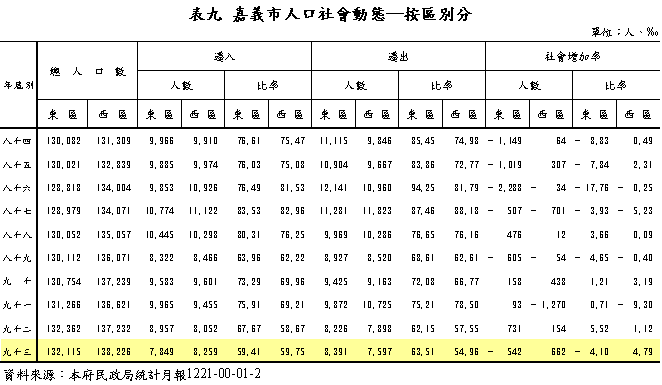 表九 嘉義市人口社會動態—按區別分
單位：人、‰
年底別 總人口數 遷入 遷出 社會增加率
人數 比率 人數 比率 人數 比率
東區 西區 東區 西區 東區 西區 東區 西區 東區 西區 東區 西區 東區 西區
八十四 130,082 131,309 9,966 9,910 76.61 75.47 11,115 9,846 85.45 74.98 - 1,149 64 - 8.83 0.49
八十五 130,021 132,839 9,885 9,974 76.03 75.08 10,904 9,667 83.86 72.77 - 1,019 307 - 7.84 2.31
八十六 128,818 134,004 9,853 10,926 76.49 81.53 12,141 10,960 94.25 81.79 - 2,288 - 34 - 17.76 - 0.25
八十七 128,979 134,071 10,774 11,122 83.53 82.96 11,281 11,823 87.46 88.18 - 507 - 701 - 3.93 - 5.23
八十八 130,052 135,057 10,445 10,298 80.31 76.25 9,969 10,286 76.65 76.16 476 12 3.66 0.09
八十九 130,112 136,071 8,322 8,466 63.96 62.22 8,927 8,520 68.61 62.61 - 605 - 54 - 4.65 - 0.40
九十 130,754 137,239 9,583 9,601 73.29 69.96 9,425 9,163 72.08 66.77 158 438 1.21 3.19
九十一 131,266 136,621 9,965 9,455 75.91 69.21 9,872 10,725 75.21 78.50 93 - 1,270 0.71 - 9.30
九十二 132,362 137,232 8,957 8,052 67.67 58.67 8,226 7,898 62.15 57.55 731 154 5.52 1.12
九十三 132,115 138,226 7,849 8,259 59.41 59.75 8,391 7,597 63.51 54.96 - 542 662 - 4.10 4.79
資料來源：本府民政局統計月報1221-00-01-2